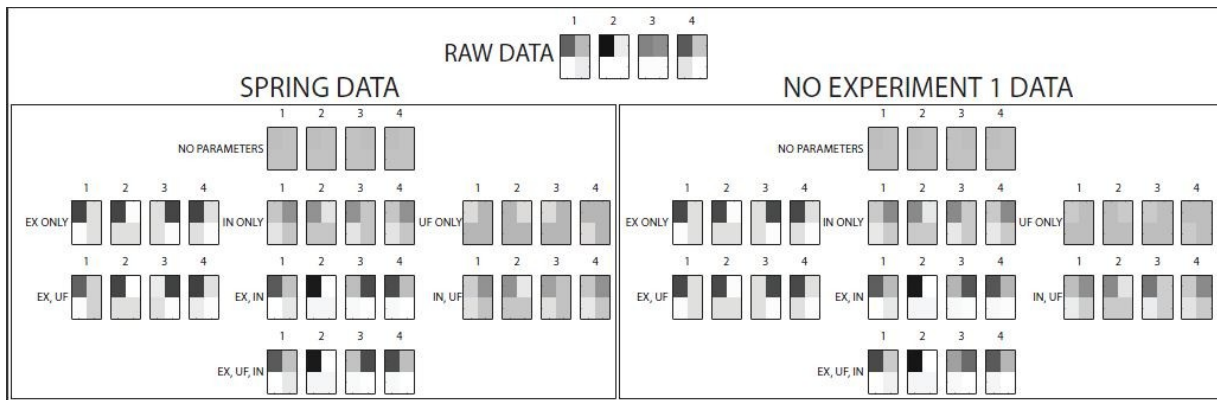 1 2 3 4
RAW DATA
SPRING DATA
1 2 3 4
NO PARAMETERS
1 2 3 4
EX ONLY
1 2 3 4
IN ONLY
1 2 3 4
UF ONLY
1 2 3 4
EX, UF
1 2 3 4
EX, IN
1 2 3 4
IN, UF
1 2 3 4
EX, UF, IN
NO EXPERIMENT 1 DATA
1 2 3 4
NO PARAMETERS
1 2 3 4
EX ONLY
1 2 3 4
IN ONLY
1 2 3 4
UF ONLY
1 2 3 4
EX, UF
1 2 3 4
EX, IN
1 2 3 4
IN, UF
1 2 3 4
EX, UF, IN